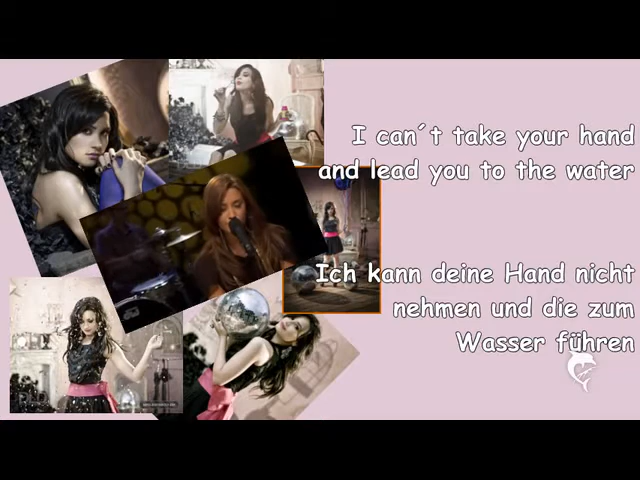 I can´t take your hand
and lead you to the water
Ich kann deine Hand nicht
nehmen und die zum
Wasser führen